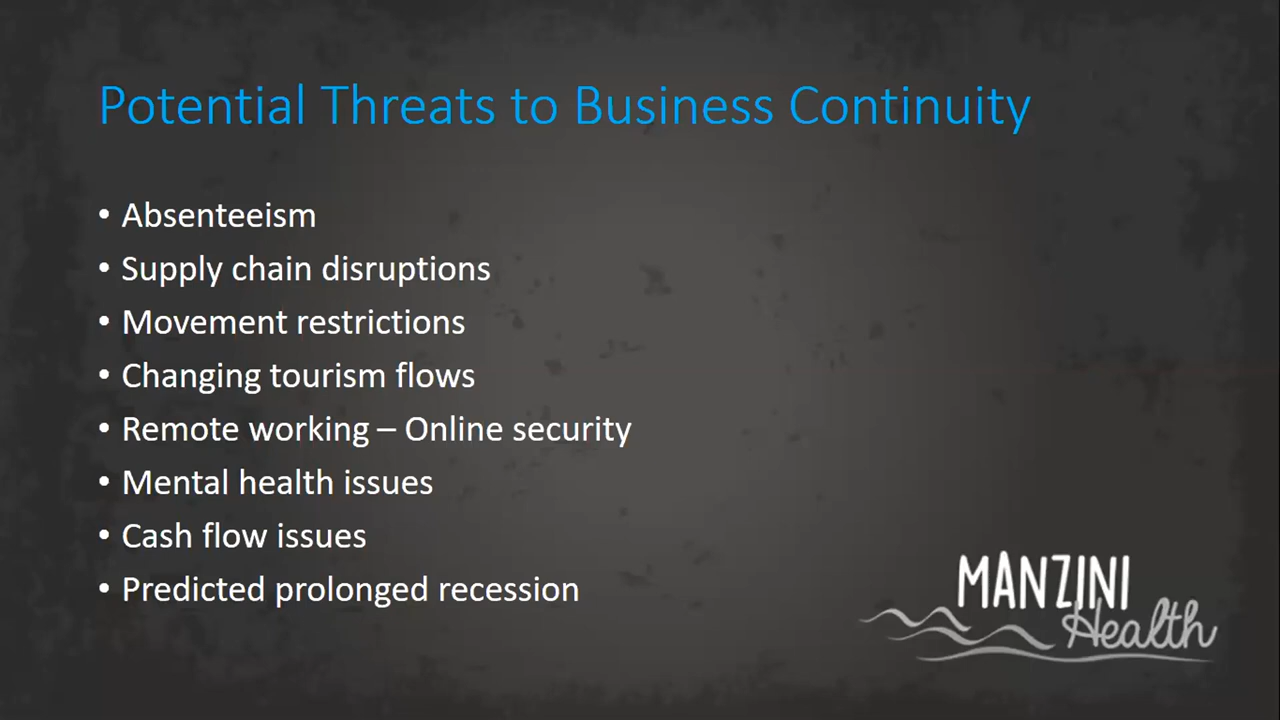 Potential Threats to Business Continuity
• Absenteeism
• Supply chain disruptions
• Movement restrictions
• Changing tourism flows
• Remote working – Online security
• Mental health issues
• Cash flow issues
• Predicted prolonged recession
MANZINI
Health